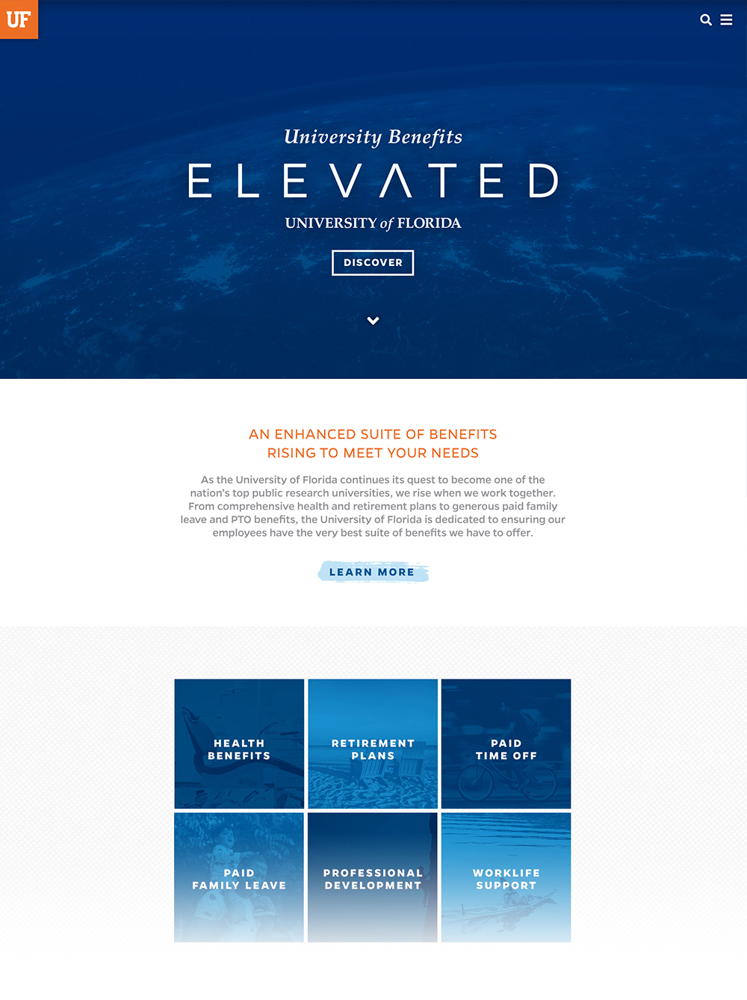 UF
University Benefits
ELEVATED
UNIVERSITY of FLORIDA
DISCOVER
AN ENHANCED SUITE OF BENEFITS
RISING TO MEET YOUR NEEDS
As the University of Florida continues its quest to become one of the
nation's top public research universities, we rise when we work together.
From comprehensive health and retirement plans to generous paid family
leave and PTO benefits, the University of Florida is dedicated to ensuring our
employees have the very best suite of benefits we have to offer.
LEARN MORE
HEALTH
BENEFITS
RETIREMENT
PLANS
PAID
TIME OFF
PAID
FAMILY LEAVE
PROFESSIONAL
DEVELOPMENT
WORKLIFE
SUPPORT